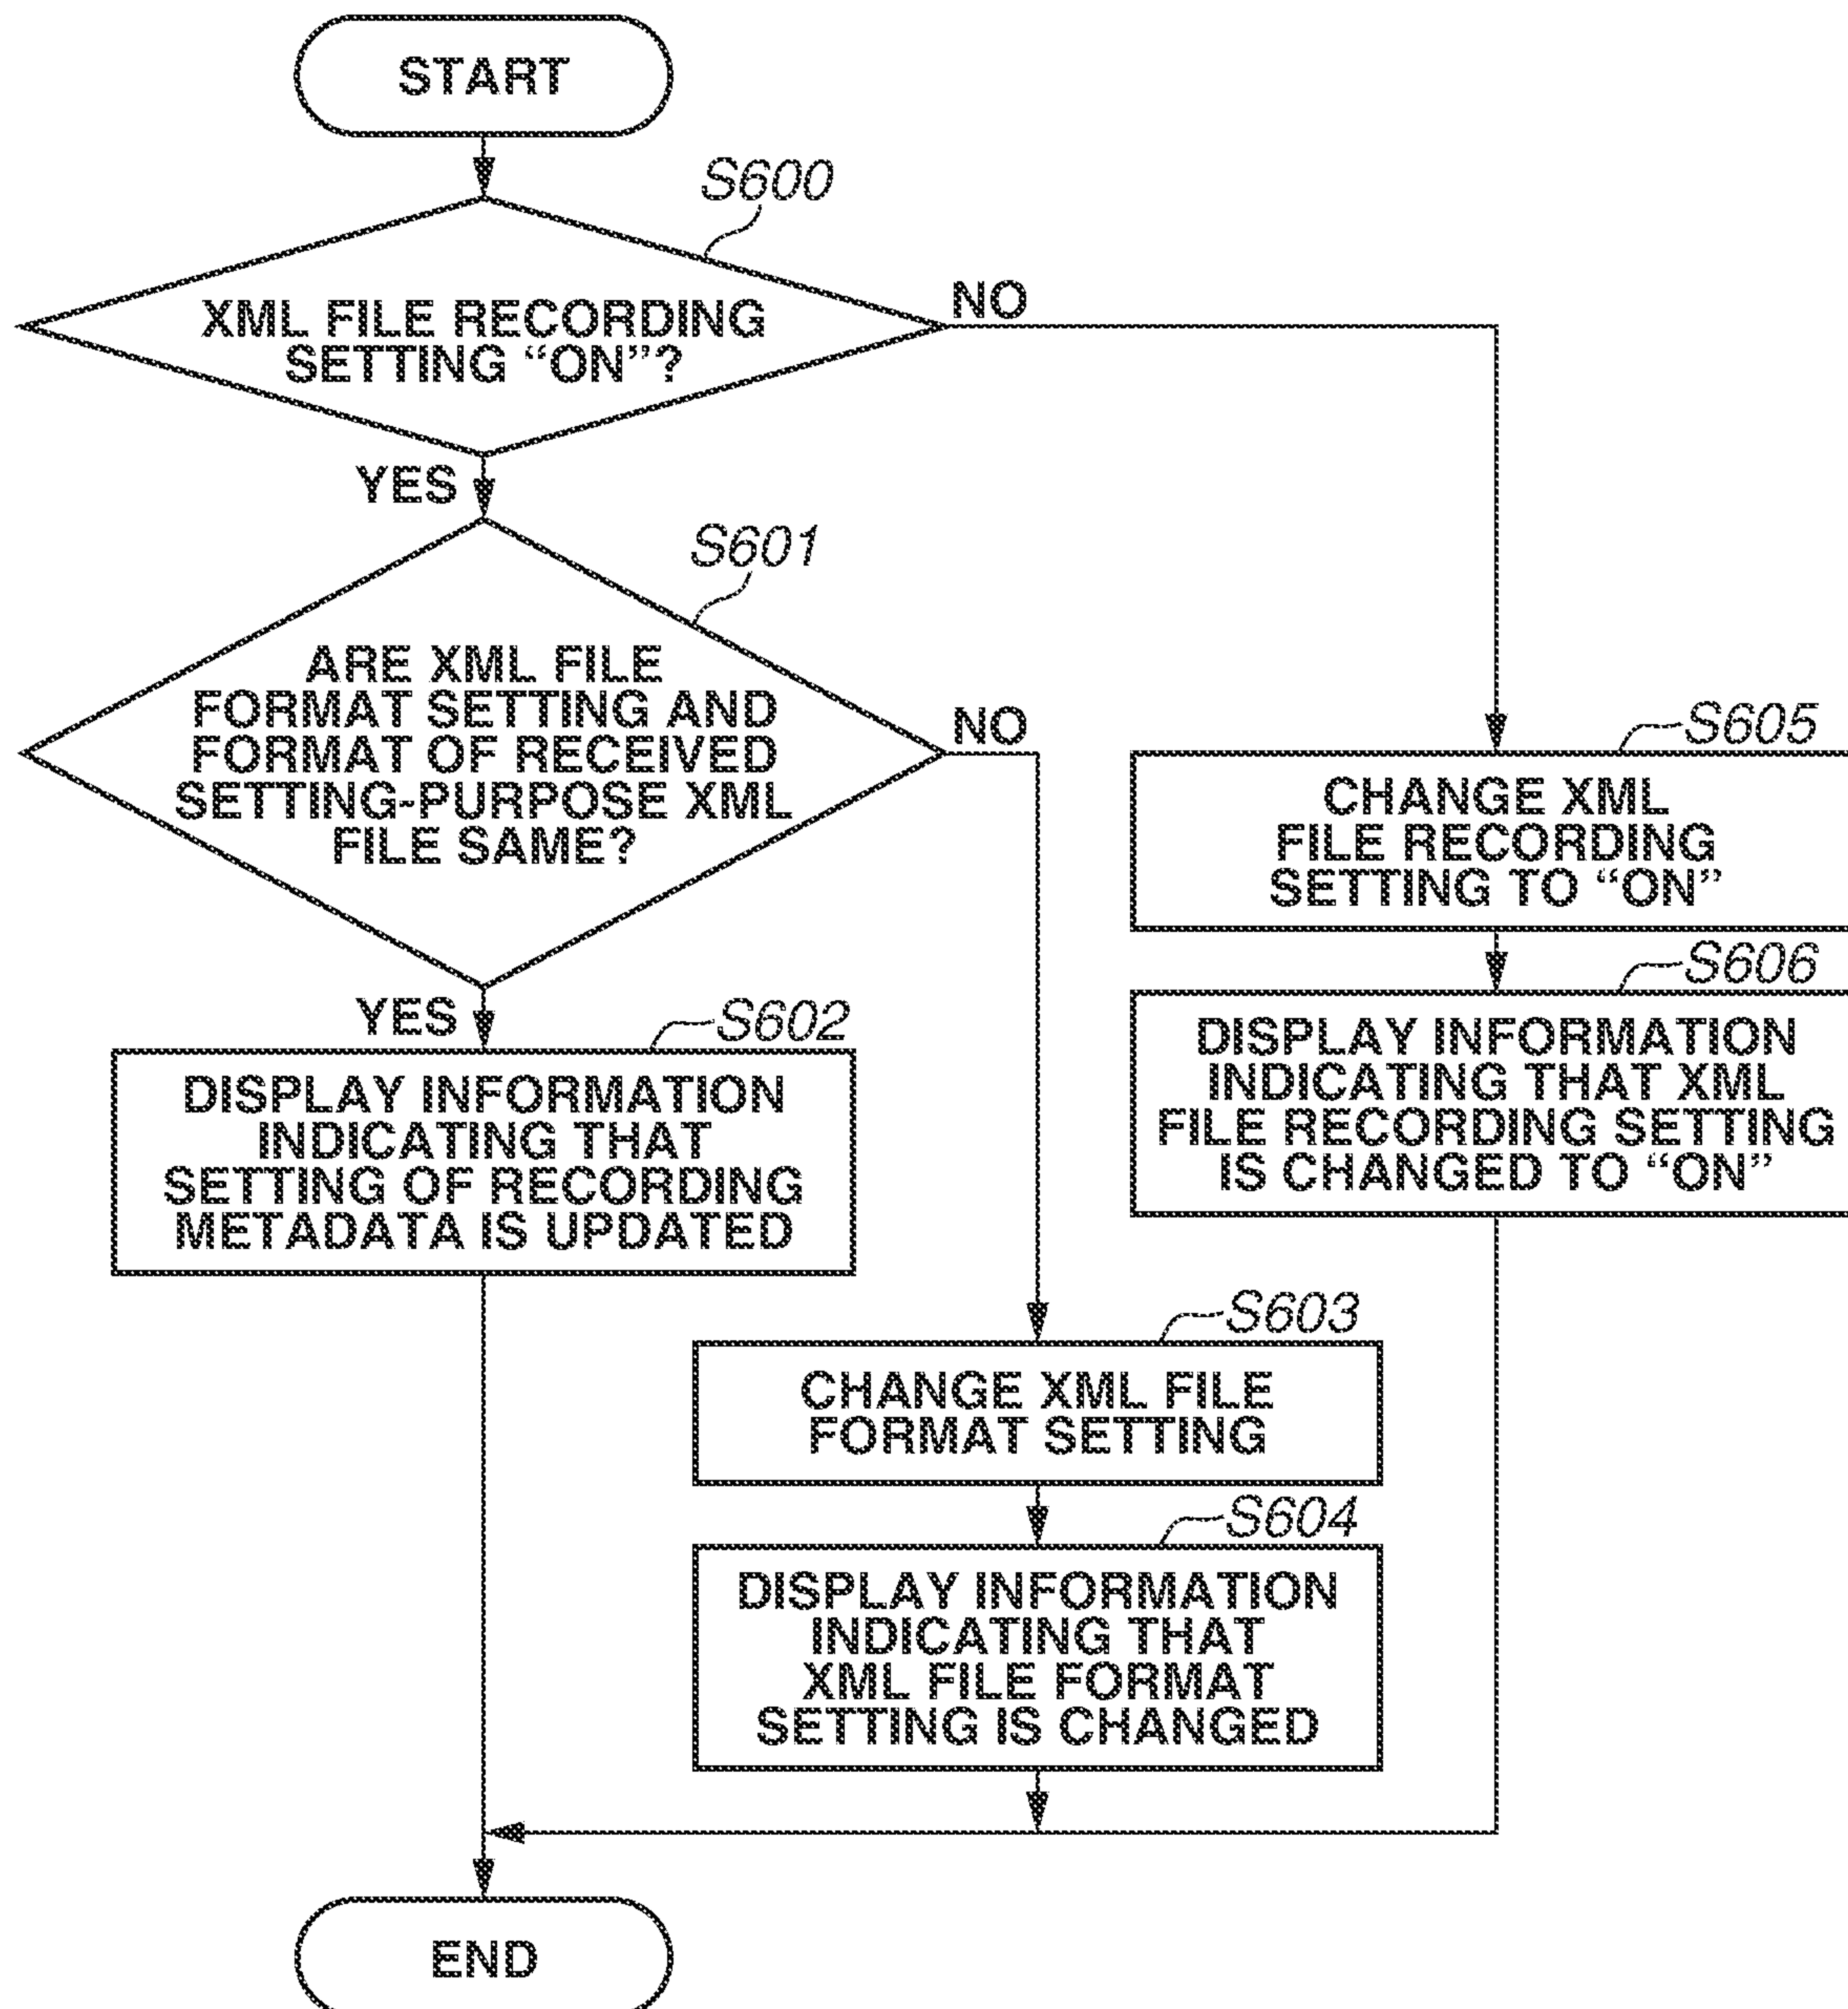 START
S600
XML FILE RECORDING
SETTING “ON”?
NO
YES
S601
ARE XML FILE
FORMAT SETTING AND
FORMAT OF RECEIVED
SETTING-PURPOSE XML
FILE SAME?
NO
YES
S605
CHANGE XML
FILE RECORDING
SETTING TO “ON”
S606
DISPLAY INFORMATION
INDICATING THAT XML
FILE RECORDING SETTING
IS CHANGED TO “ON”
S602
DISPLAY INFORMATION
INDICATING THAT
SETTING OF RECORDING
METADATA IS UPDATED
S603
CHANGE XML FILE
FORMAT SETTING
S604
DISPLAY INFORMATION
INDICATING THAT
XML FILE FORMAT
SETTING IS CHANGED
END